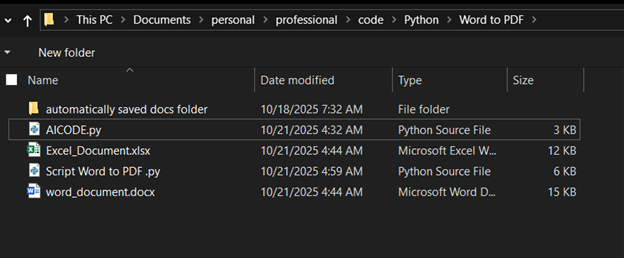 This PC > Documents > personal > professional > code > Python > Word to PDF >
New folder
Name Date modified Type Size
automatically saved docs folder 10/18/2025 7:32 AM File folder
AICODE.py 10/21/2025 4:32 AM Python Source File 3 KB
Excel_Document.xlsx 10/21/2025 4:44 AM Microsoft Excel W... 12 KB
Script Word to PDF .py 10/21/2025 4:59 AM Python Source File 6 KB
word_document.docx 10/21/2025 4:44 AM Microsoft Word D... 15 KB